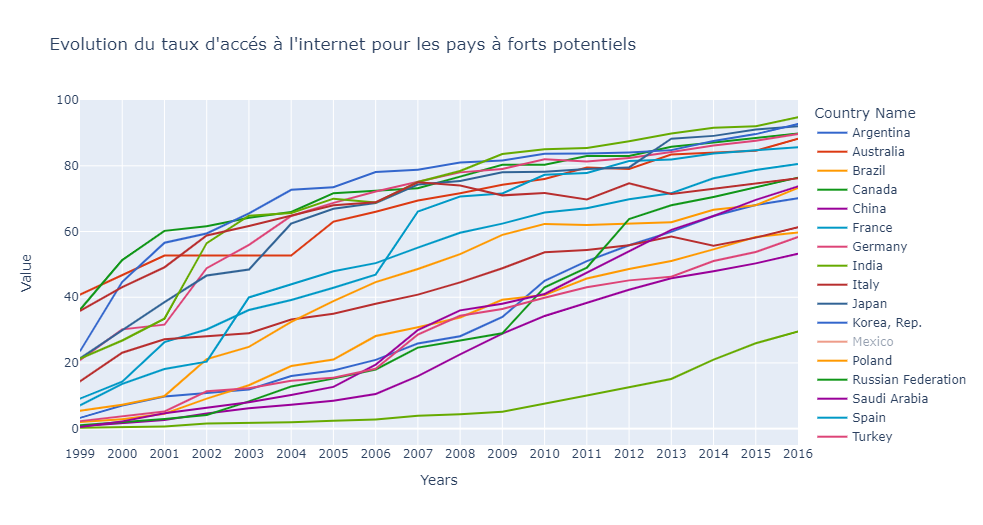 Evolution du taux d'accés à l'internet pour les pays à forts potentiels
100
80
60
40
20
0
Value
1999 2000 2001 2002 2003 2004 2005 2006 2007 2008 2009 2010 2011 2012 2013 2014 2015 2016
Years
Country Name
Argentina
Australia
Brazil
Canada
China
France
Germany
India
Italy
Japan
Korea, Rep.
Mexico
Poland
Russian Federation
Saudi Arabia
Spain
Turkey